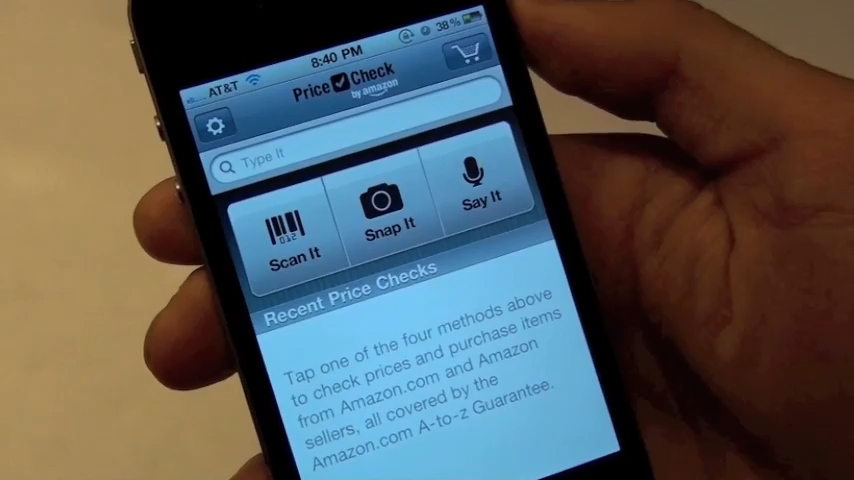 AT&T 8:40 PM 38%
Price Check
by amazon
Type It
012
Scan It Snap It Say It
Recent Price Checks
Tap one of the four methods above
to check prices and purchase items
from Amazon.com and Amazon
sellers, all covered by the
Amazon.com A-to-z Guarantee.